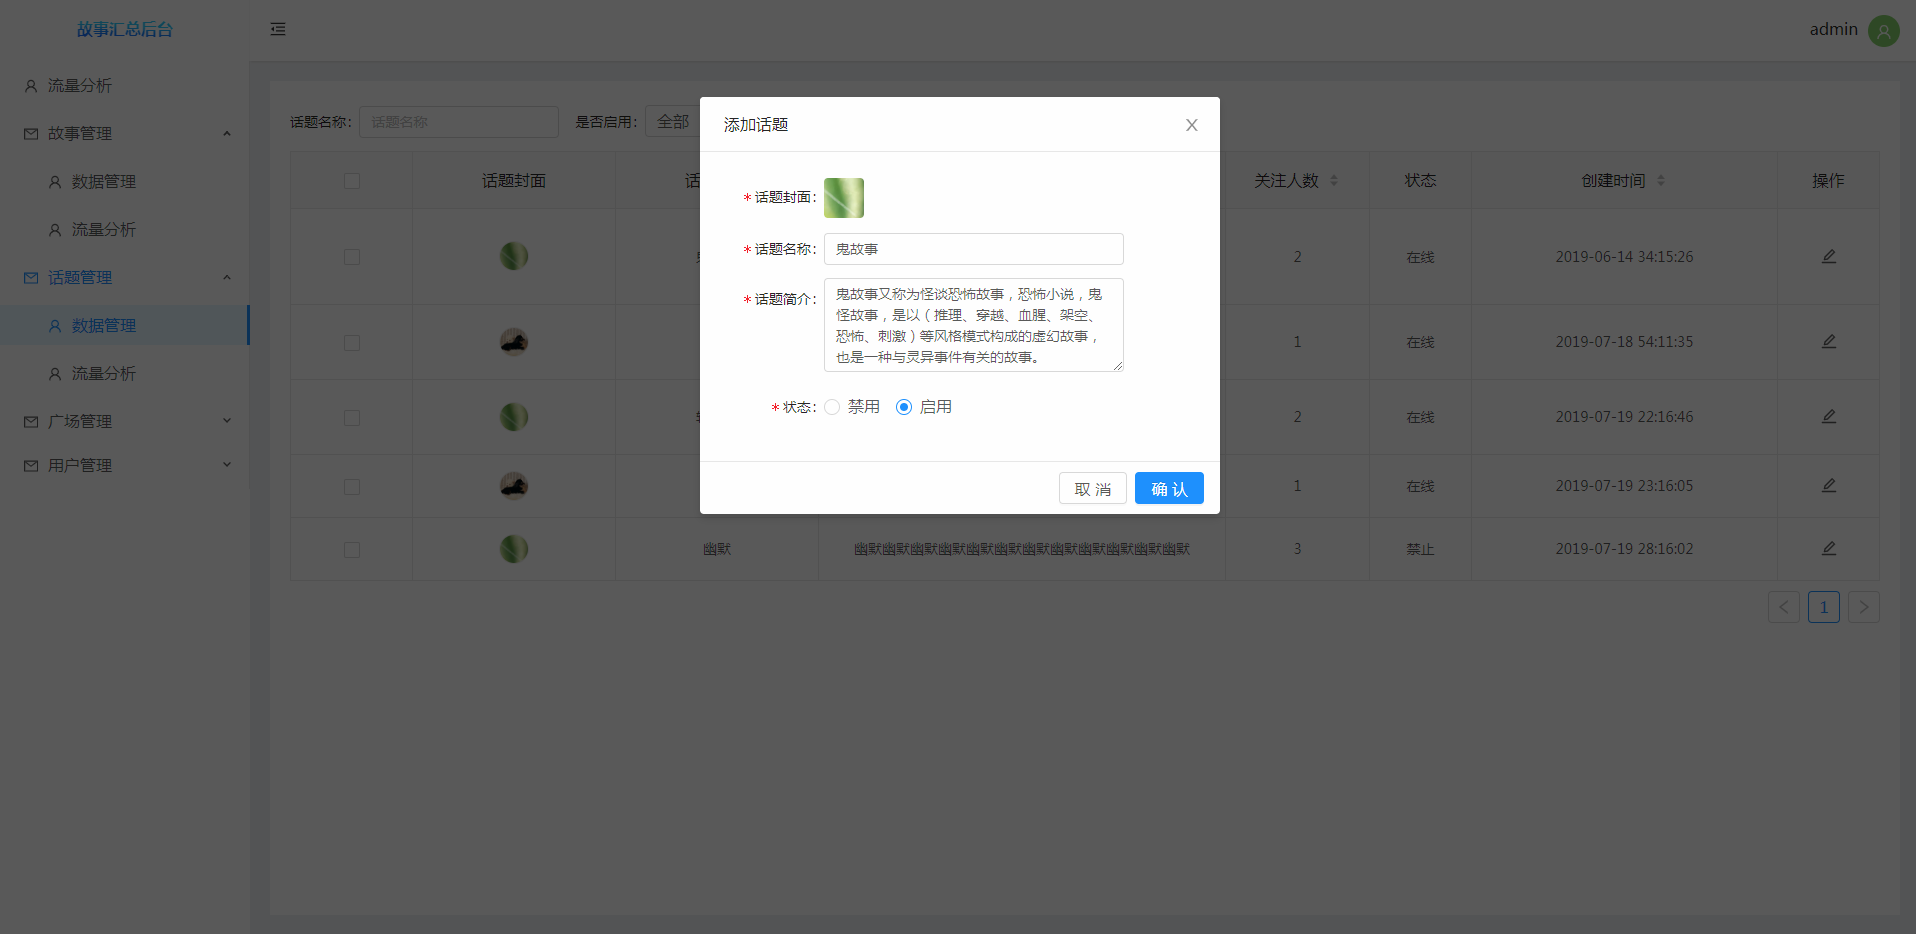 故事汇总后台
admin
流量分析
故事管理
数据管理
流量分析
话题管理
数据管理
流量分析
广场管理
用户管理
话题名称：
话题名称
是否启用：
全部
话题封面
关注人数
状态
创建时间
操作
2
在线
2019-06-14 34:15:26
1
在线
2019-07-18 54:11:35
2
在线
2019-07-19 22:16:46
1
在线
2019-07-19 23:16:05
幽默
幽默幽默幽默幽默幽默幽默幽默幽默幽默幽默幽默幽默
3
禁止
2019-07-19 28:16:02
1
添加话题
* 话题封面：
* 话题名称：
鬼故事
* 话题简介：
鬼故事又称为怪谈恐怖故事，恐怖小说，鬼
怪故事，是以（推理、穿越、血腥、架空、
恐怖、刺激）等风格模式构成的虚幻故事，
也是一种与灵异事件有关的故事。
* 状态：
禁用
启用
取 消
确 认